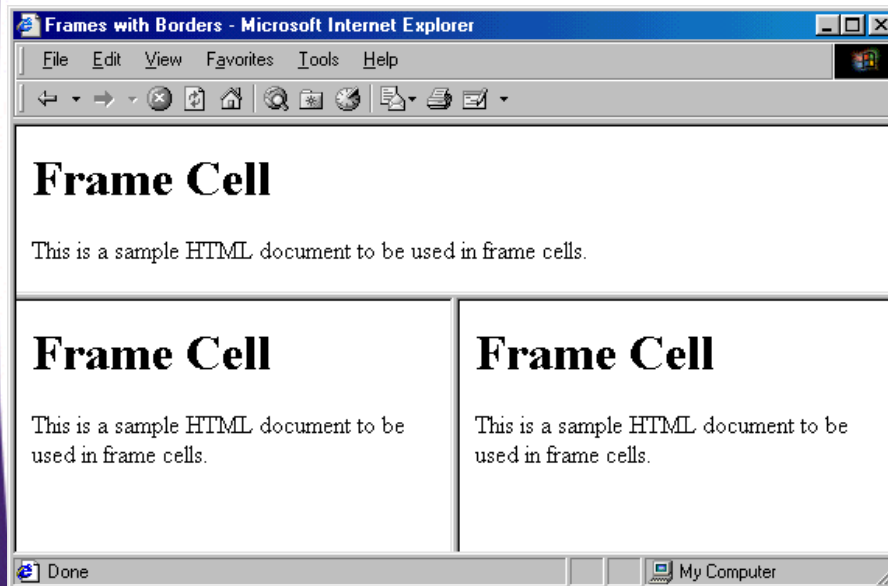 Frames with Borders - Microsoft Internet Explorer
File Edit View Favorites Tools Help
Frame Cell
This is a sample HTML document to be used in frame cells.
Frame Cell
This is a sample HTML document to be
used in frame cells.
Frame Cell
This is a sample HTML document to be
used in frame cells.
Done
My Computer